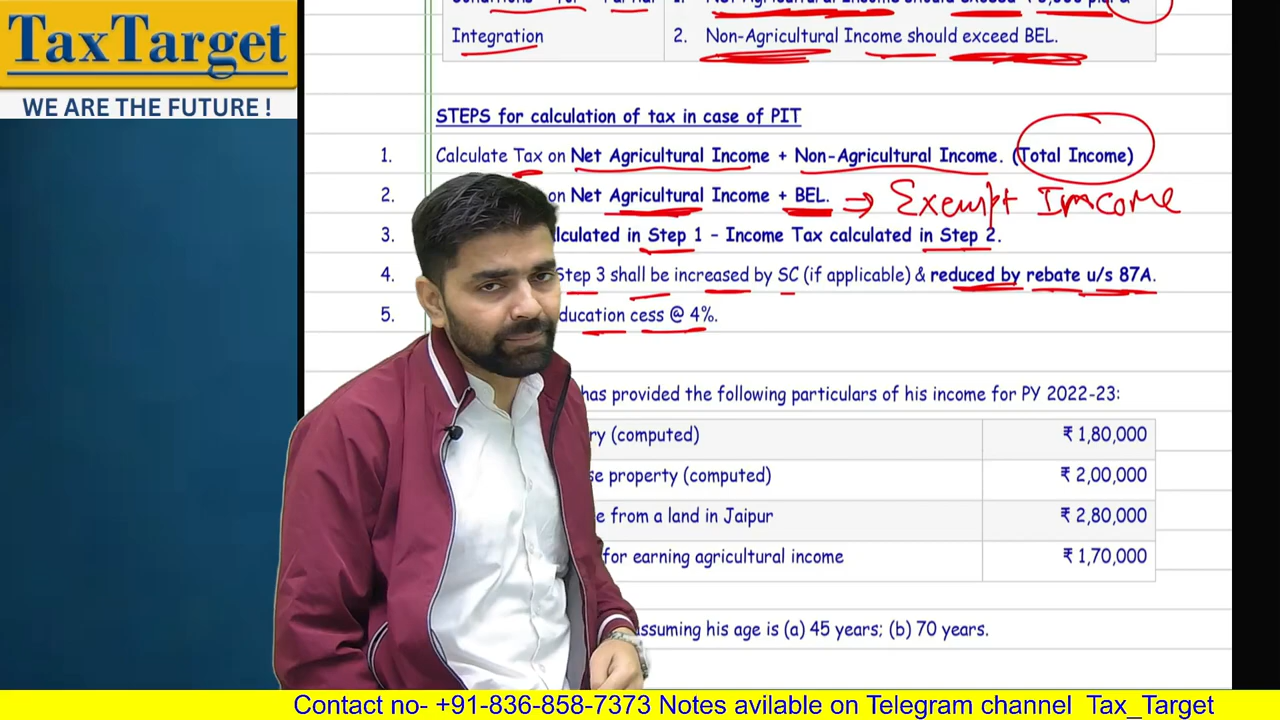 TaxTarget
WE ARE THE FUTURE !
Integration
2. Non-Agricultural Income should exceed BEL.
STEPS for calculation of tax in case of PIT
1. Calculate Tax on Net Agricultural Income + Non-Agricultural Income. (Total Income)
2. on Net Agricultural Income + BEL. ⇒ Exempt Income
3. lculated in Step 1 – Income Tax calculated in Step 2.
4. Step 3 shall be increased by SC (if applicable) & reduced by rebate u/s 87A.
5. ducation cess @ 4%.
has provided the following particulars of his income for PY 2022-23:
ry (computed) ₹ 1,80,000
se property (computed) ₹ 2,00,000
e from a land in Jaipur ₹ 2,80,000
for earning agricultural income ₹ 1,70,000
assuming his age is (a) 45 years; (b) 70 years.
Contact no- +91-836-858-7373 Notes avilable on Telegram channel Tax_Target